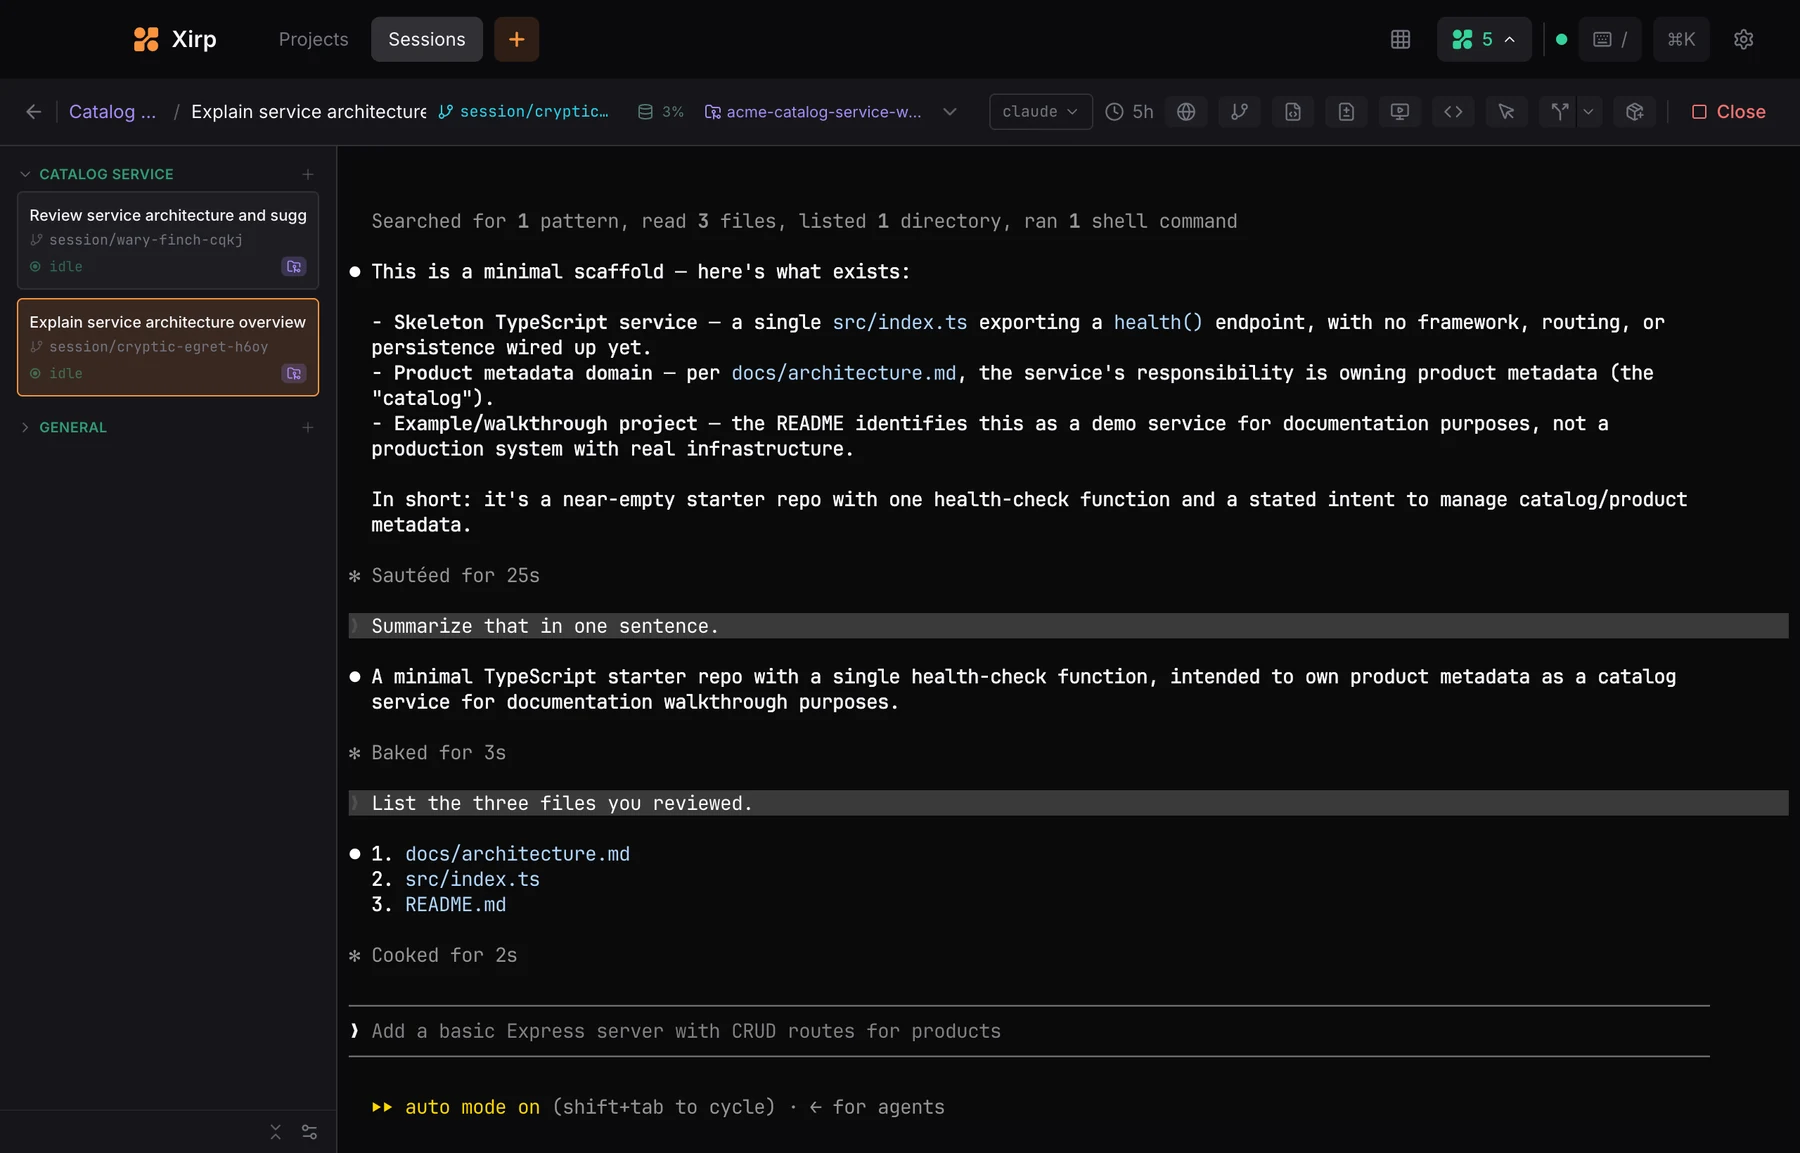 Xirp
Projects
Sessions
+
5
/
⌘K
Catalog ...
/
Explain service architecture
session/cryptic…
3%
acme-catalog-service-w...
claude
5h
Close
CATALOG SERVICE
Review service architecture and sugg
session/wary-finch-cqkj
idle
Explain service architecture overview
session/cryptic-egret-h6oy
idle
GENERAL
Searched for 1 pattern, read 3 files, listed 1 directory, ran 1 shell command
● This is a minimal scaffold — here's what exists:
- Skeleton TypeScript service — a single src/index.ts exporting a health() endpoint, with no framework, routing, or
persistence wired up yet.
- Product metadata domain — per docs/architecture.md, the service's responsibility is owning product metadata (the
"catalog").
- Example/walkthrough project — the README identifies this as a demo service for documentation purposes, not a
production system with real infrastructure.
In short: it's a near-empty starter repo with one health-check function and a stated intent to manage catalog/product
metadata.
✻ Sautéed for 25s
❯ Summarize that in one sentence.
● A minimal TypeScript starter repo with a single health-check function, intended to own product metadata as a catalog
service for documentation walkthrough purposes.
✻ Baked for 3s
❯ List the three files you reviewed.
● 1. docs/architecture.md
2. src/index.ts
3. README.md
✻ Cooked for 2s
❯ Add a basic Express server with CRUD routes for products
⏵⏵ auto mode on (shift+tab to cycle) · ← for agents